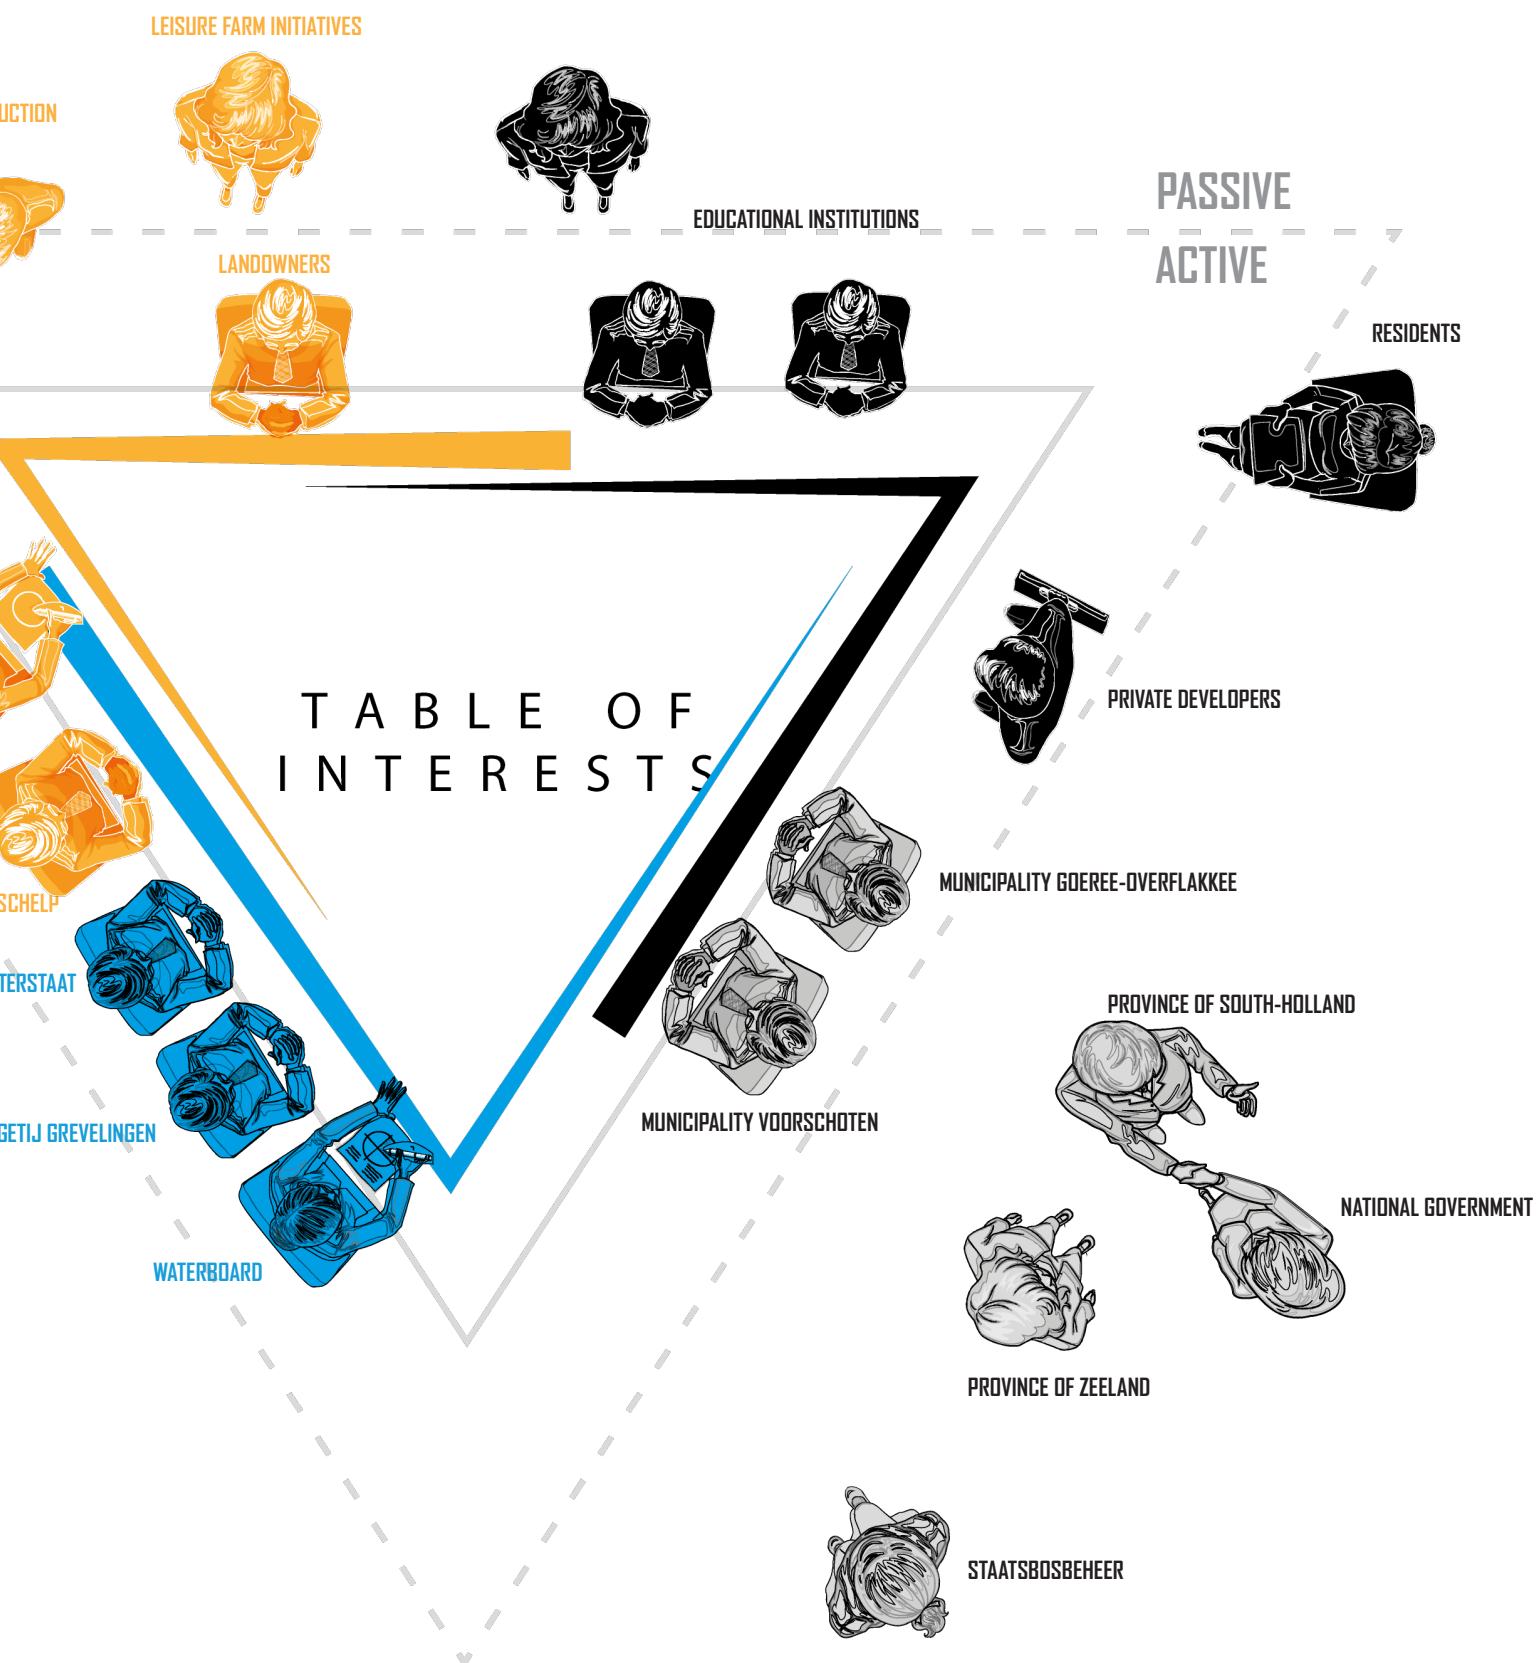 LEISURE FARM INITIATIVES
UCTION
PASSIVE
EDUCATIONAL INSTITUTIONS
ACTIVE
LANDOWNERS
RESIDENTS
TABLE OF
INTERESTS
PRIVATE DEVELOPERS
MUNICIPALITY GOEREE-OVERFLAKKEE
SCHELP
TERSTAAT
PROVINCE OF SOUTH-HOLLAND
MUNICIPALITY VOORSCHOTEN
GETIJ GREVELINGEN
NATIONAL GOVERNMENT
WATERBOARD
PROVINCE OF ZEELAND
STAATSBOSBEHEER